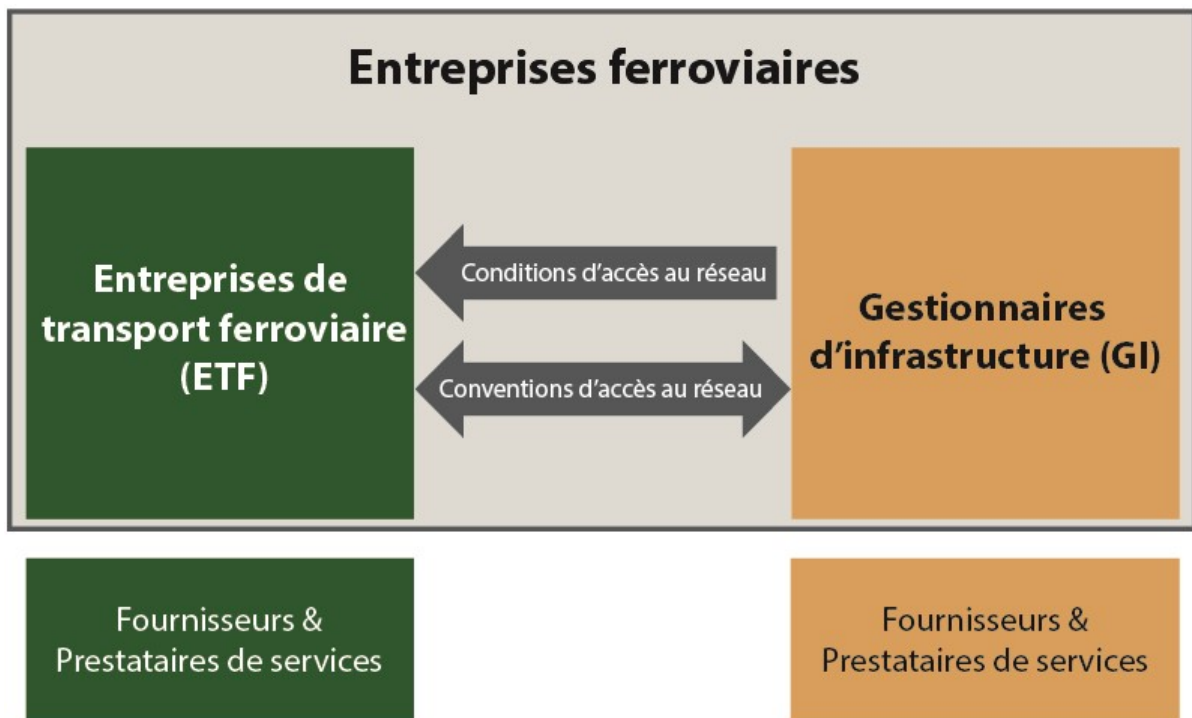 Entreprises ferroviaires
Entreprises de
transport ferroviaire
(ETF)
Conditions d’accès au réseau
Conventions d’accès au réseau
Gestionnaires
d’infrastructure (GI)
Fournisseurs &
Prestataires de services
Fournisseurs &
Prestataires de services